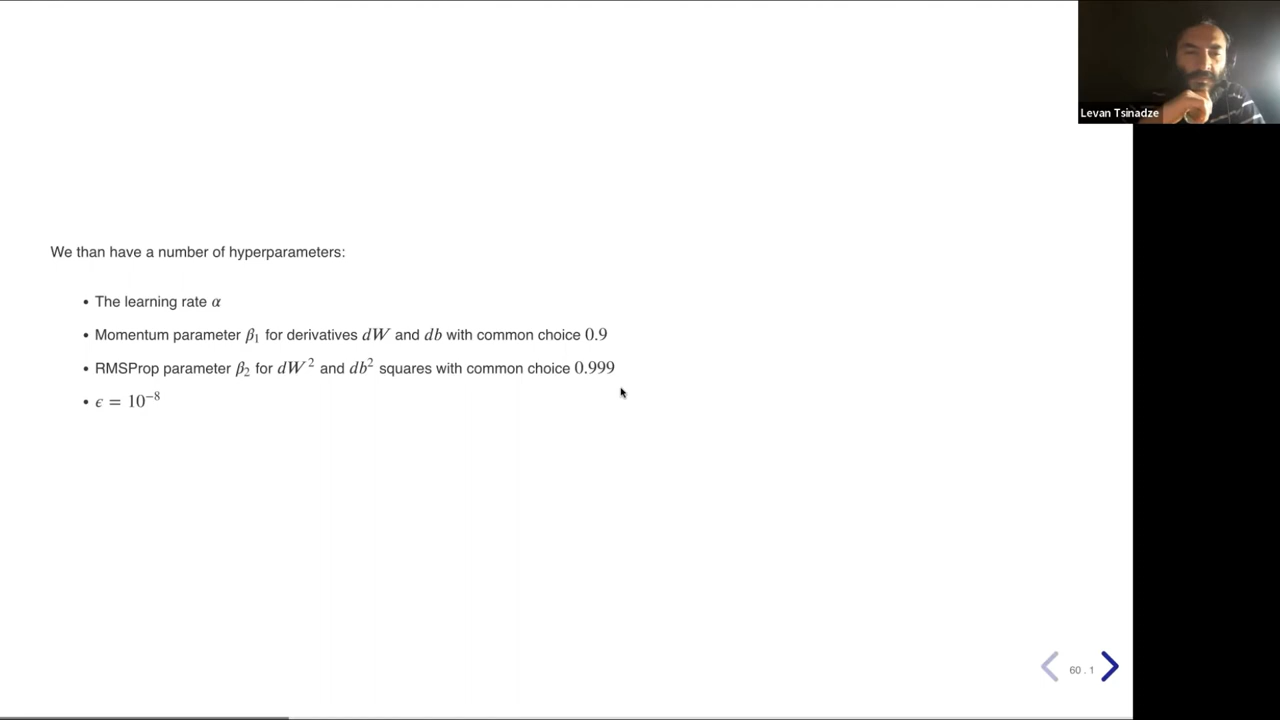 Levan Tsinadze
We than have a number of hyperparameters:
• The learning rate α
• Momentum parameter β₁ for derivatives dW and db with common choice 0.9
• RMSProp parameter β₂ for dW² and db² squares with common choice 0.999
• ϵ = 10⁻⁸
60 . 1